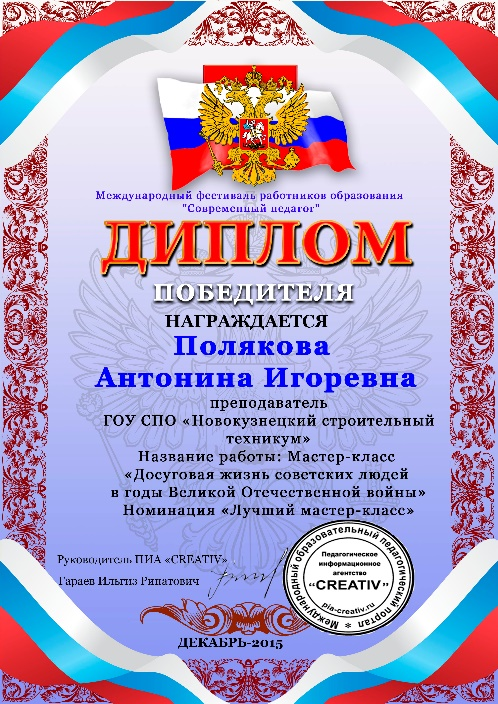 Международный фестиваль работников образования
"Современный педагог"
ДИПЛОМ
ПОБЕДИТЕЛЯ
НАГРАЖДАЕТСЯ
Полякова
Антонина Игоревна
преподаватель
ГОУ СПО «Новокузнецкий строительный
техникум»
Название работы: Мастер-класс
«Досуговая жизнь советских людей
в годы Великой Отечественной войны»
Номинация «Лучший мастер-класс»
Руководитель ПИА «CREATIV»
Гараев Ильгиз Рипатович
Международный образовательный педагогический портал
Педагогическое
информационное
агентство
“CREATIV”
pia-creativ.ru
ДЕКАБРЬ-2015